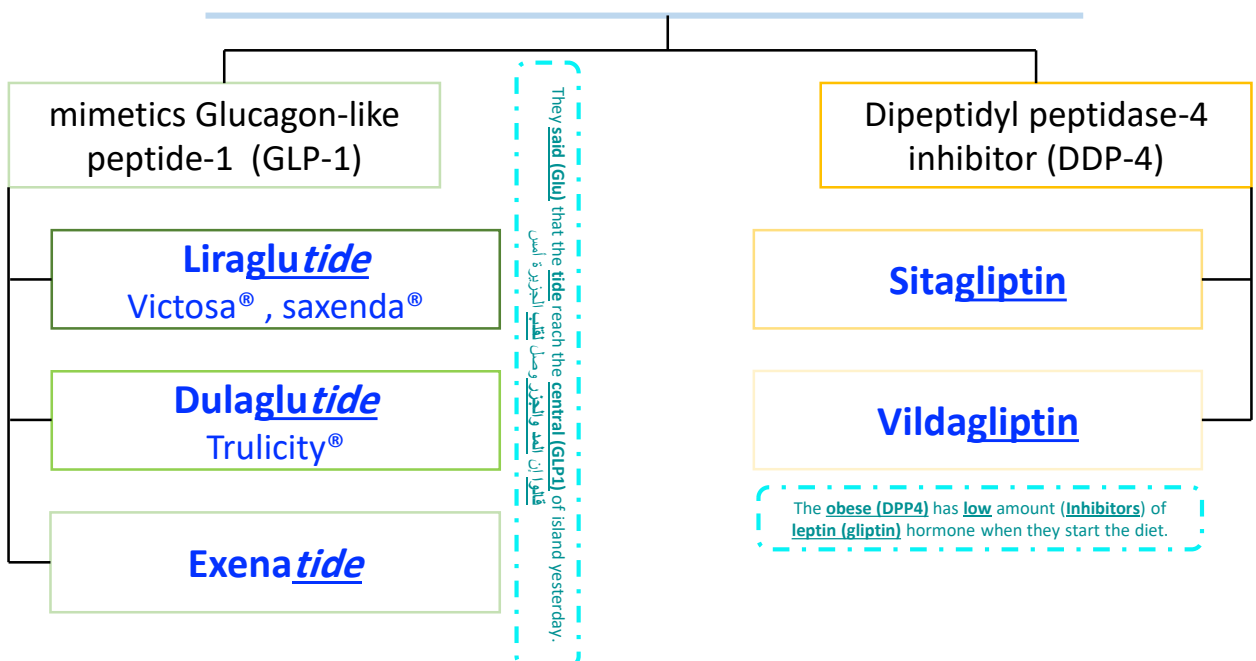 mimetics Glucagon-like
peptide-1 (GLP-1)
Liraglutide
Victosa® , saxenda®
Dulaglutide
Trulicity®
Exenatide
They said (Glu) that the tide reach the central (GLP1) of island yesterday.
قالوا إن المد والجزر وصل لقلب الجزيرة أمس
Dipeptidyl peptidase-4
inhibitor (DDP-4)
Sitagliptin
Vildagliptin
The obese (DPP4) has low amount (Inhibitors) of
leptin (gliptin) hormone when they start the diet.